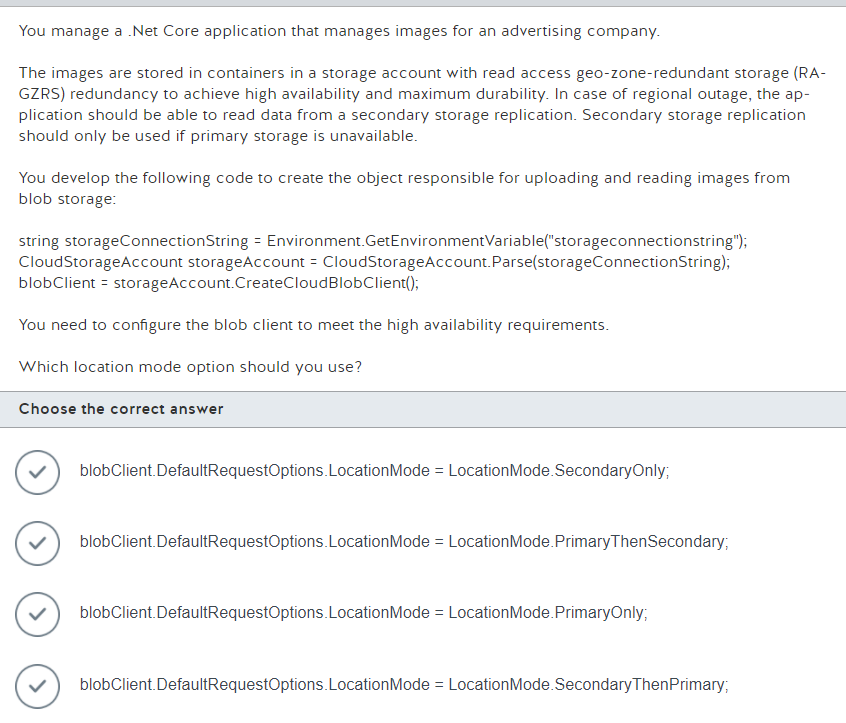 You manage a .Net Core application that manages images for an advertising company.
The images are stored in containers in a storage account with read access geo-zone-redundant storage (RA-
GZRS) redundancy to achieve high availability and maximum durability. In case of regional outage, the ap-
plication should be able to read data from a secondary storage replication. Secondary storage replication
should only be used if primary storage is unavailable.
You develop the following code to create the object responsible for uploading and reading images from
blob storage:
string storageConnectionString = Environment.GetEnvironmentVariable("storageconnectionstring");
CloudStorageAccount storageAccount = CloudStorageAccount.Parse(storageConnectionString);
blobClient = storageAccount.CreateCloudBlobClient();
You need to configure the blob client to meet the high availability requirements.
Which location mode option should you use?
Choose the correct answer
blobClient.DefaultRequestOptions.LocationMode = LocationMode.SecondaryOnly;
blobClient.DefaultRequestOptions.LocationMode = LocationMode.PrimaryThenSecondary;
blobClient.DefaultRequestOptions.LocationMode = LocationMode.PrimaryOnly;
blobClient.DefaultRequestOptions.LocationMode = LocationMode.SecondaryThenPrimary;